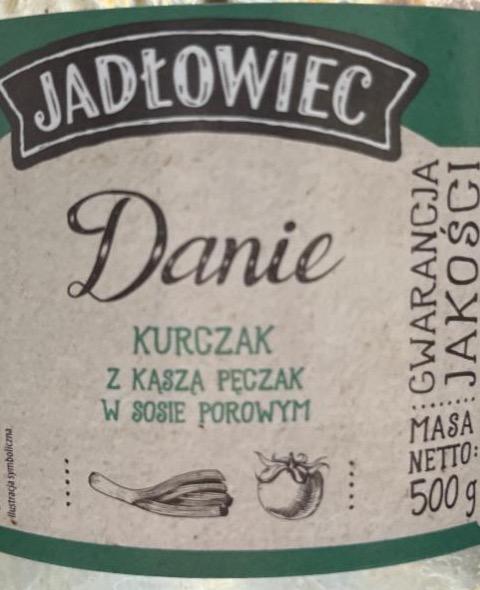 JADŁOWIEC
Danie
KURCZAK
Z KASZĄ PĘCZAK
W SOSIE POROWYM
GWARANCJA
JAKOŚCI
MASA
NETTO:
500 g
ilustracja symboliczna